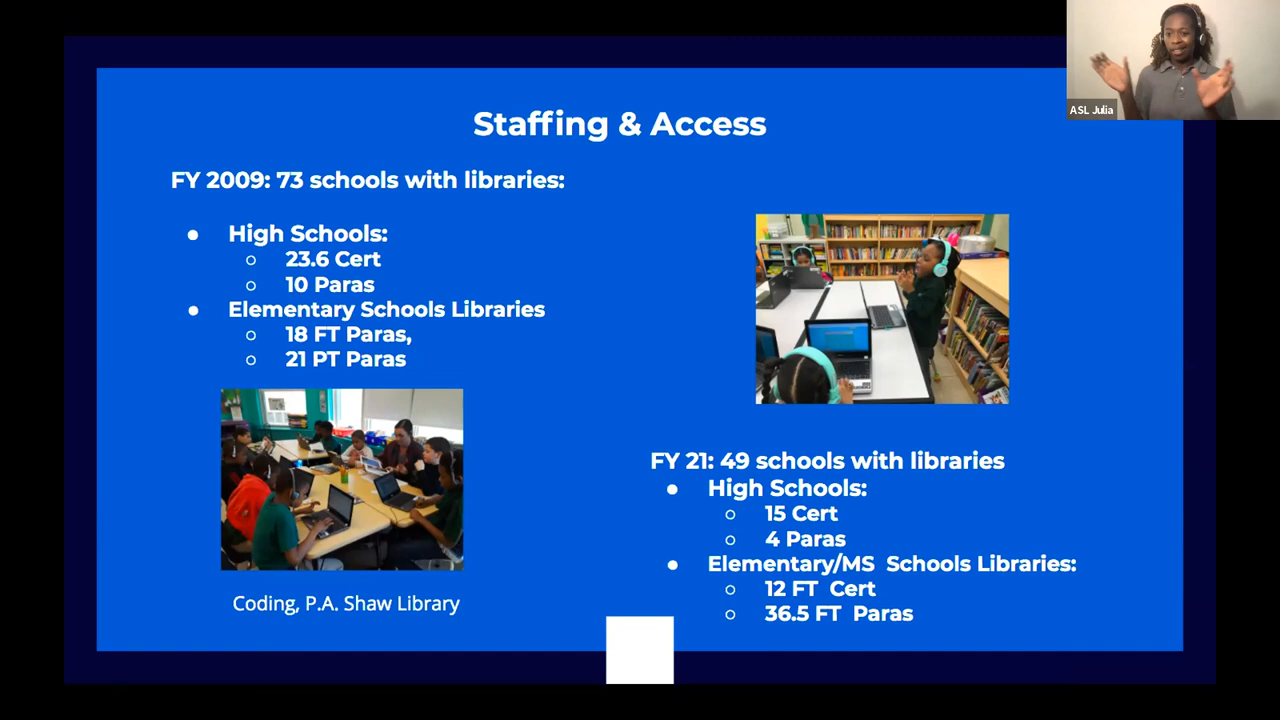 ASL Julia
Staffing & Access
FY 2009: 73 schools with libraries:
● High Schools:
○ 23.6 Cert
○ 10 Paras
● Elementary Schools Libraries
○ 18 FT Paras,
○ 21 PT Paras
Coding, P.A. Shaw Library
FY 21: 49 schools with libraries
● High Schools:
○ 15 Cert
○ 4 Paras
● Elementary/MS  Schools Libraries:
○ 12 FT  Cert
○ 36.5 FT  Paras